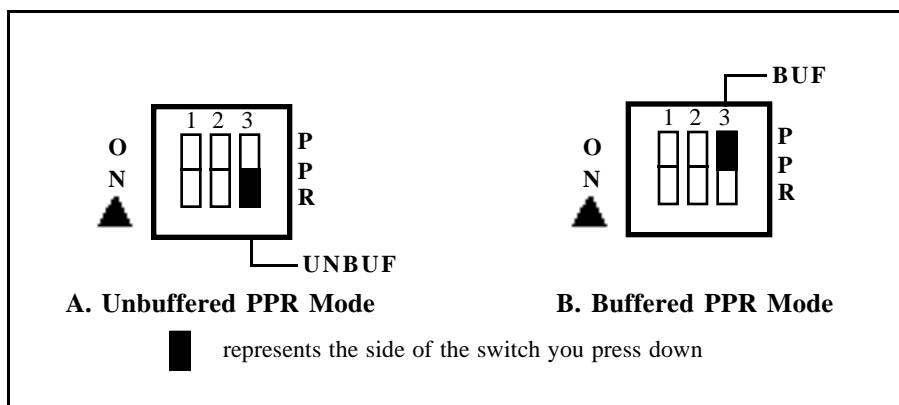 BUF
1 2 3
O
N
P
P
R
UNBUF
A. Unbuffered PPR Mode
1 2 3
O
N
P
P
R
B. Buffered PPR Mode
represents the side of the switch you press down